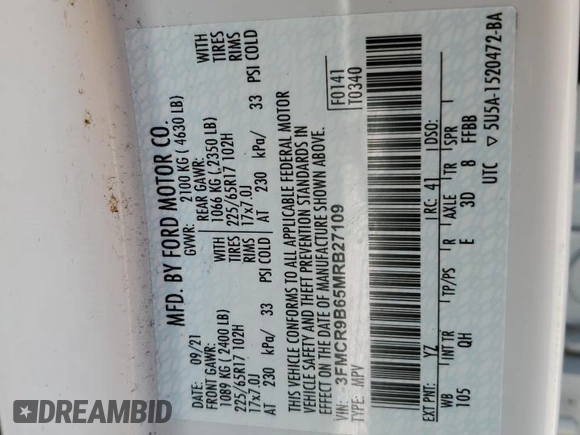 MFD. BY FORD MOTOR CO.
09/21
GVWR: 2100 KG ( 4630 LB)
FRONT GAWR:
1089 KG ( 2400 LB)
225/65R17 102H
17x7.0J
AT 230 kPa/ 33 PSI COLD
WITH
TIRES
RIMS
REAR GAWR:
1066 KG ( 2350 LB)
225/65R17 102H
17x7.0J
AT 230 kPa/ 33 PSI COLD
WITH
TIRES
RIMS
THIS VEHICLE CONFORMS TO ALL APPLICABLE FEDERAL MOTOR
VEHICLE SAFETY AND THEFT PREVENTION STANDARDS IN
EFFECT ON THE DATE OF MANUFACTURE SHOWN ABOVE.
VIN: 3FMCR9B65MRB27109
TYPE: MPV
F0141
T0340
EXT PNT: YZ RC: 41 DSO:
WB INT TR TP/PS R AXLE TR SPR
105 QH E 3D 8 FFBB
UTC ▽ 5U5A-1520472-BA
DREAMBID